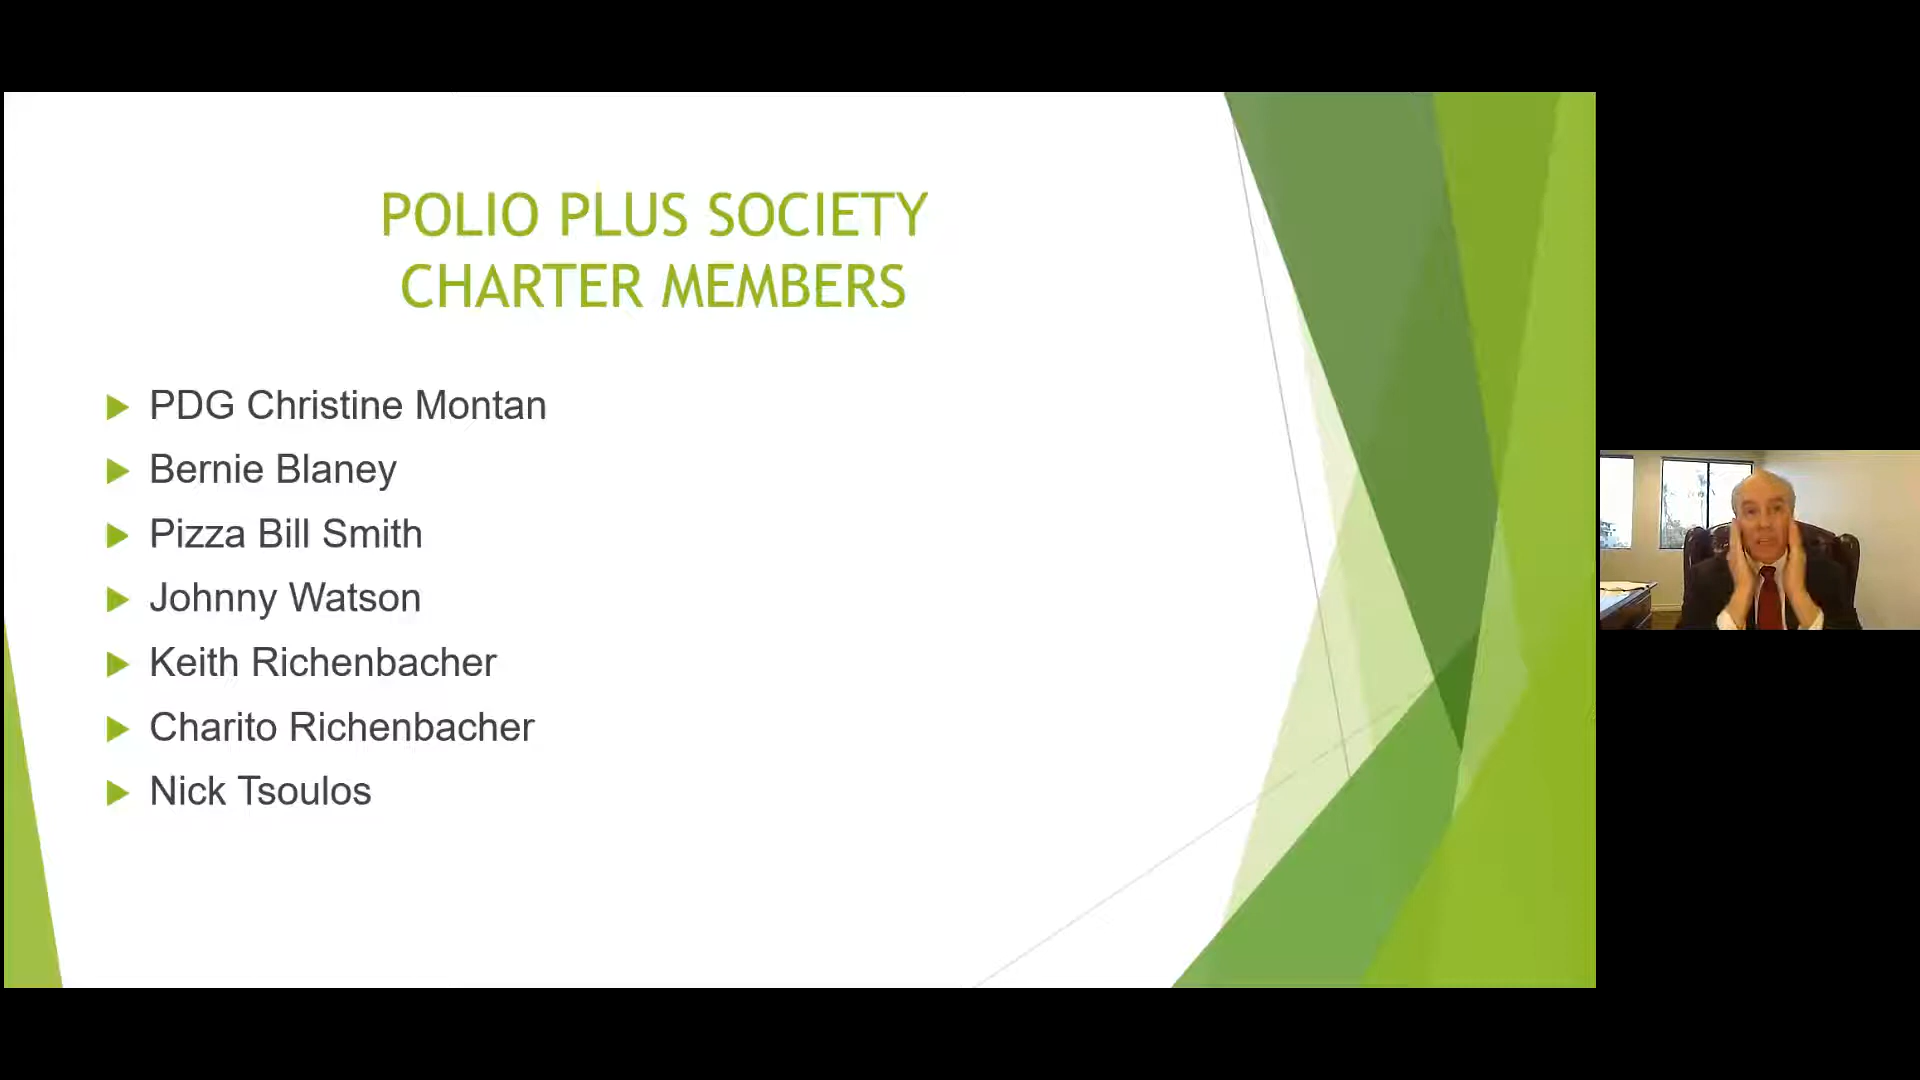 POLIO PLUS SOCIETY
CHARTER MEMBERS
PDG Christine Montan
Bernie Blaney
Pizza Bill Smith
Johnny Watson
Keith Richenbacher
Charito Richenbacher
Nick Tsoulos